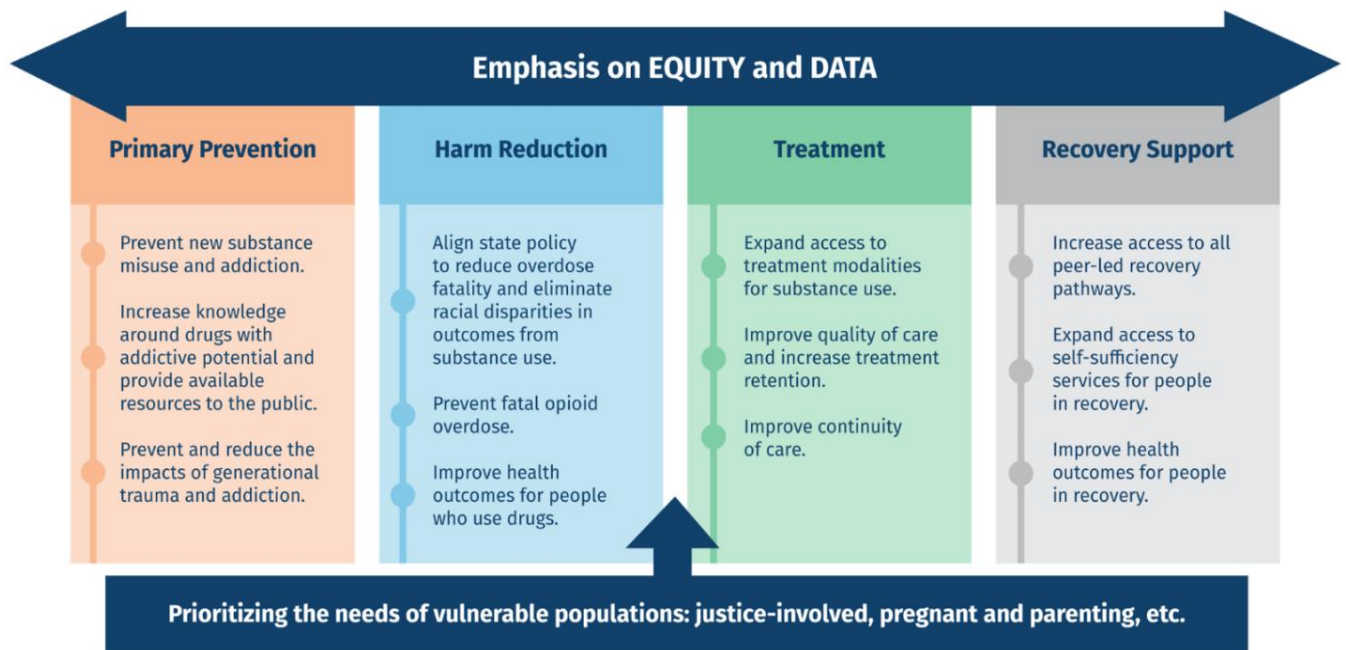 Emphasis on EQUITY and DATA
Primary Prevention
Prevent new substance
misuse and addiction.
Increase knowledge
around drugs with
addictive potential and
provide available
resources to the public.
Prevent and reduce the
impacts of generational
trauma and addiction.
Harm Reduction
Align state policy
to reduce overdose
fatality and eliminate
racial disparities in
outcomes from
substance use.
Prevent fatal opioid
overdose.
Improve health
outcomes for people
who use drugs.
Treatment
Expand access to
treatment modalities
for substance use.
Improve quality of care
and increase treatment
retention.
Improve continuity
of care.
Recovery Support
Increase access to all
peer-led recovery
pathways.
Expand access to
self-sufficiency
services for people
in recovery.
Improve health
outcomes for people
in recovery.
Prioritizing the needs of vulnerable populations: justice-involved, pregnant and parenting, etc.